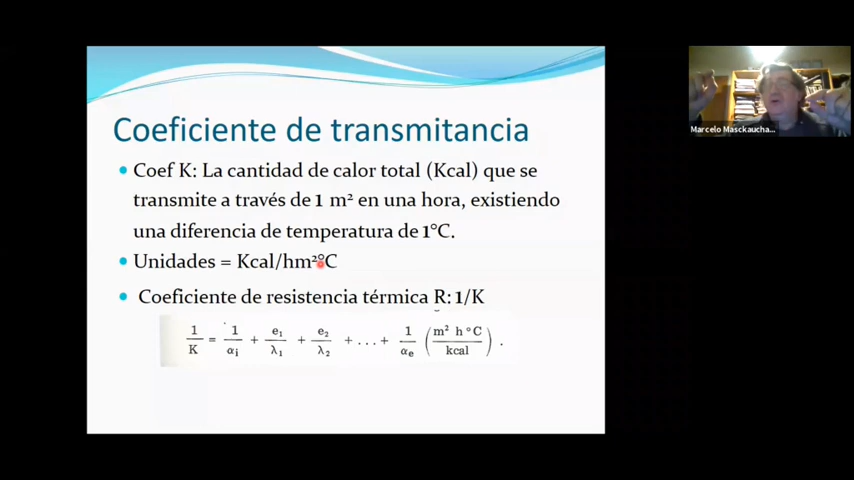 Coeficiente de transmitancia
• Coef K: La cantidad de calor total (Kcal) que se
transmite a través de 1 m² en una hora, existiendo
una diferencia de temperatura de 1°C.
• Unidades = Kcal/hm²°C
• Coeficiente de resistencia térmica R: 1/K
1/K = 1/αi + e₁/λ₁ + e₂/λ₂ + ... + 1/αe (m² h °C/kcal) .
Marcelo Masckaucha...